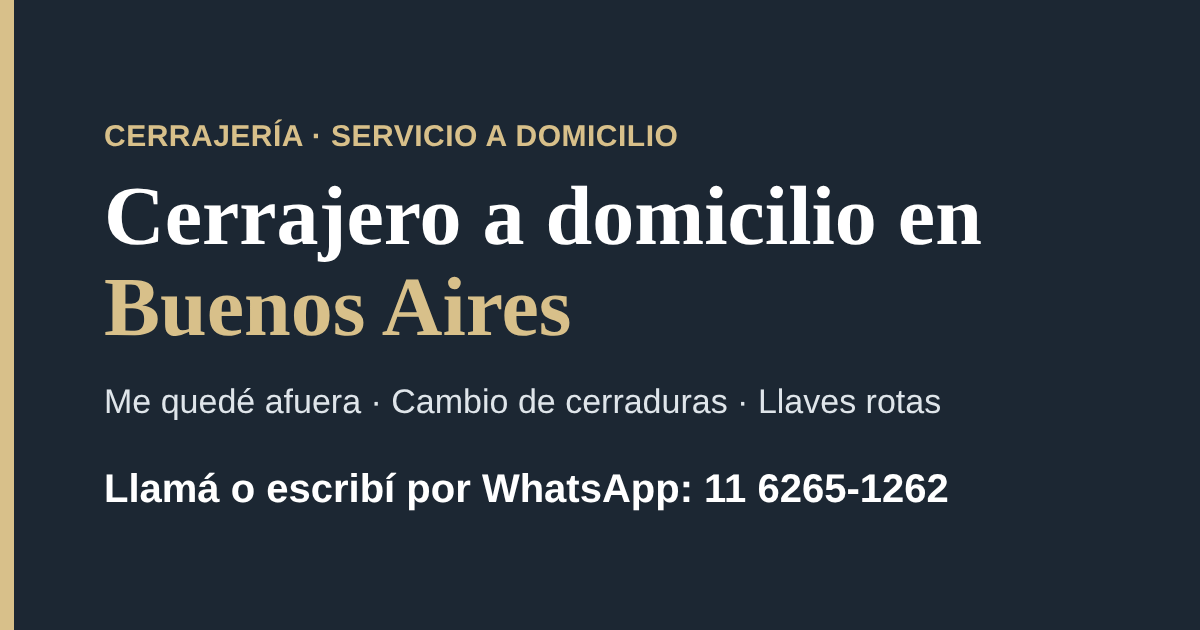 CERRAJERÍA · SERVICIO A DOMICILIO
Cerrajero a domicilio en
Buenos Aires
Me quedé afuera · Cambio de cerraduras · Llaves rotas
Llamá o escribí por WhatsApp: 11 6265-1262